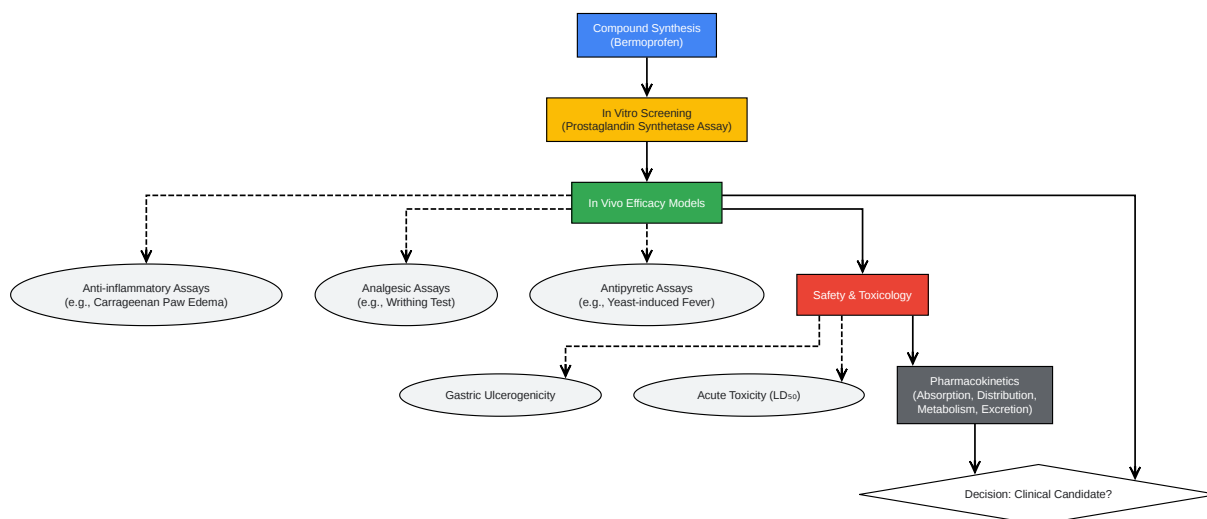 Compound Synthesis
(Bermoprofen)
In Vitro Screening
(Prostaglandin Synthetase Assay)
In Vivo Efficacy Models
Anti-inflammatory Assays
(e.g., Carrageenan Paw Edema)
Analgesic Assays
(e.g., Writhing Test)
Antipyretic Assays
(e.g., Yeast-induced Fever)
Safety & Toxicology
Gastric Ulcerogenicity
Acute Toxicity (LD₅₀)
Pharmacokinetics
(Absorption, Distribution,
Metabolism, Excretion)
Decision: Clinical Candidate?